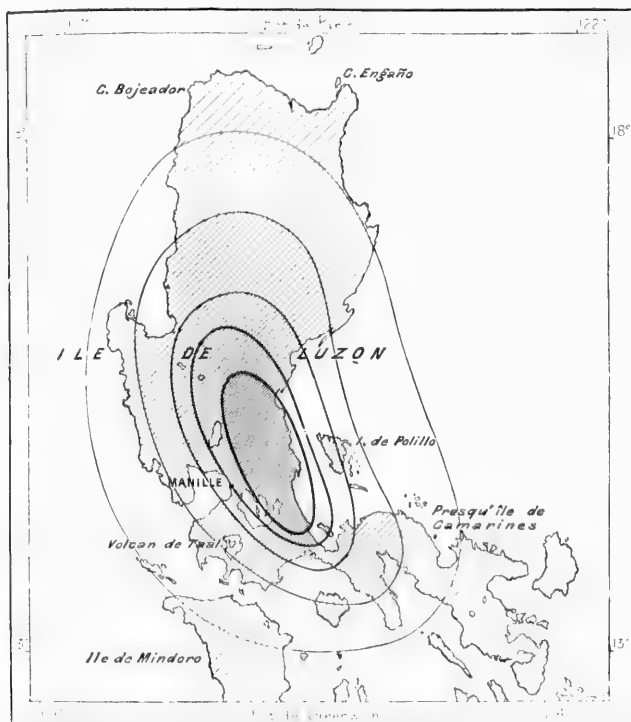 122
C. Bojeador
C. Engaño
18°
ILE DE LUZON
I. de Polillo
MANILLE
Presqu'île de
Camarines
Volcan de Taal
Ile de Mindoro